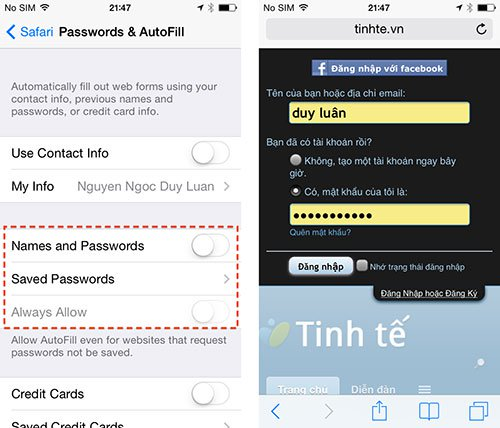 No SIM 21:47
Safari Passwords & AutoFill
Automatically fill out web forms using your
contact info, previous names and
passwords, or credit card info.
Use Contact Info
My Info Nguyen Ngoc Duy Luan
Names and Passwords
Saved Passwords
Always Allow
Allow AutoFill even for websites that request
passwords not be saved.
Credit Cards
Saved Credit Cards
No SIM 21:47
tinhte.vn
f Đăng nhập với facebook
Tên của bạn hoặc địa chỉ email:
duy luân
Bạn đã có tài khoản rồi?
Không, tạo một tài khoản ngay bây
giờ.
Có, mật khẩu của tôi là:
●●●●●●●●●●●
Quên mật khẩu?
Đăng nhập Nhớ trạng thái đăng nhập
Đăng Nhập hoặc Đăng Ký
Tinh tế
Trang chủ Diễn đàn